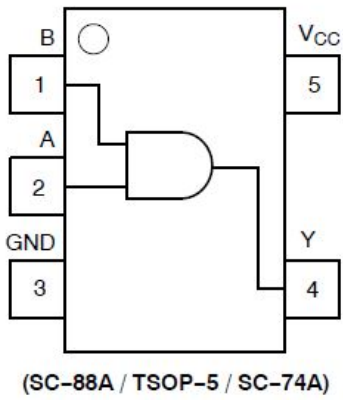 B
V<sub>CC</sub>
1
5
A
2
GND
Y
3
4
(SC-88A / TSOP-5 / SC-74A)